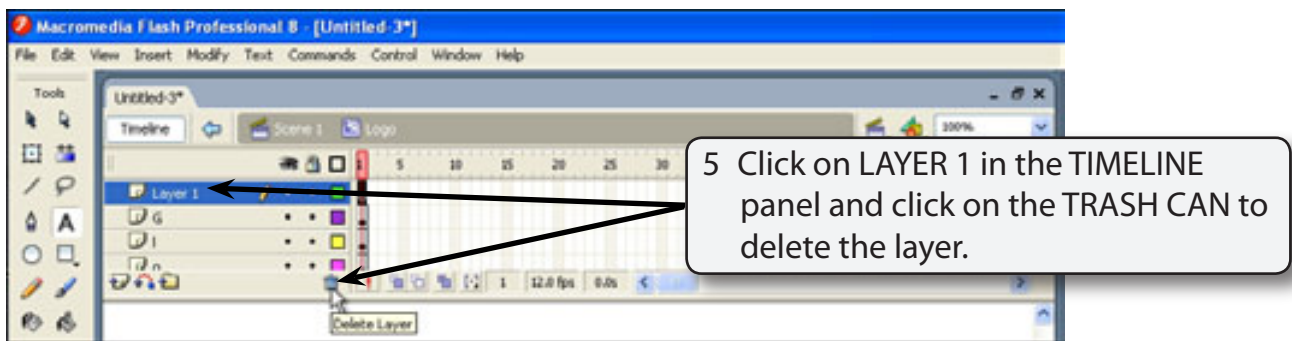 Macromedia Flash Professional 8 - [Untitled-3*]
File Edit View Insert Modify Text Commands Control Window Help
Tools
Untitled-3*
Timeline Scene 1 Logo 100%
1 5 10 15 20 25 30
Layer 1
G
I
n
1 12.0 fps 0.0s
Delete Layer
5 Click on LAYER 1 in the TIMELINE
panel and click on the TRASH CAN to
delete the layer.